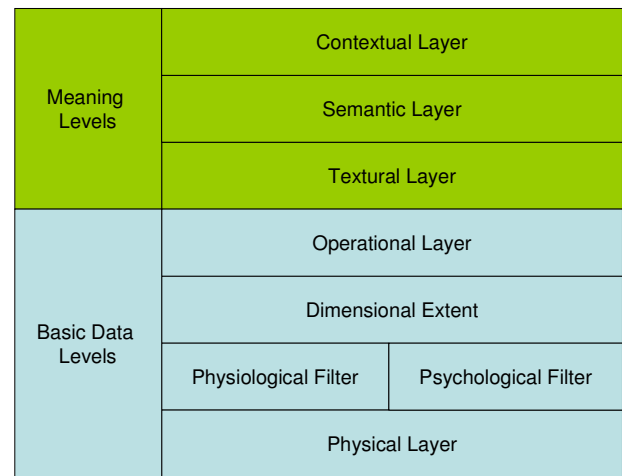 Meaning
Levels
Contextual Layer
Semantic Layer
Textural Layer
Basic Data
Levels
Operational Layer
Dimensional Extent
Physiological Filter
Psychological Filter
Physical Layer